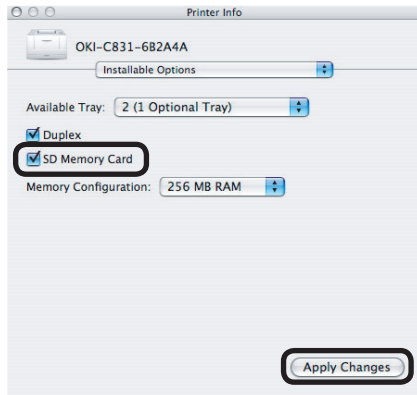 Printer Info
OKI-C831-6B2A4A
Installable Options
Available Tray: 2 (1 Optional Tray)
Duplex
SD Memory Card
Memory Configuration: 256 MB RAM
Apply Changes